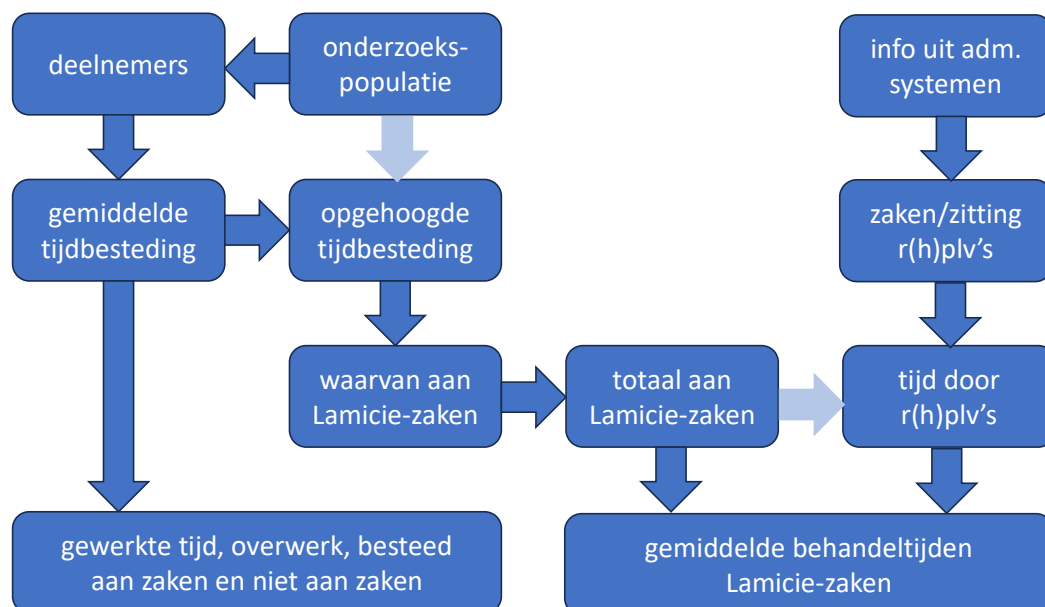 deelnemers
onderzoeks-
populatie
info uit adm.
systemen
gemiddelde
tijdbesteding
opgehoogde
tijdbesteding
zaken/zitting
r(h)plv’s
waarvan aan
Lamicie-zaken
totaal aan
Lamicie-zaken
tijd door
r(h)plv’s
gewerkte tijd, overwerk, besteed
aan zaken en niet aan zaken
gemiddelde behandeltijden
Lamicie-zaken